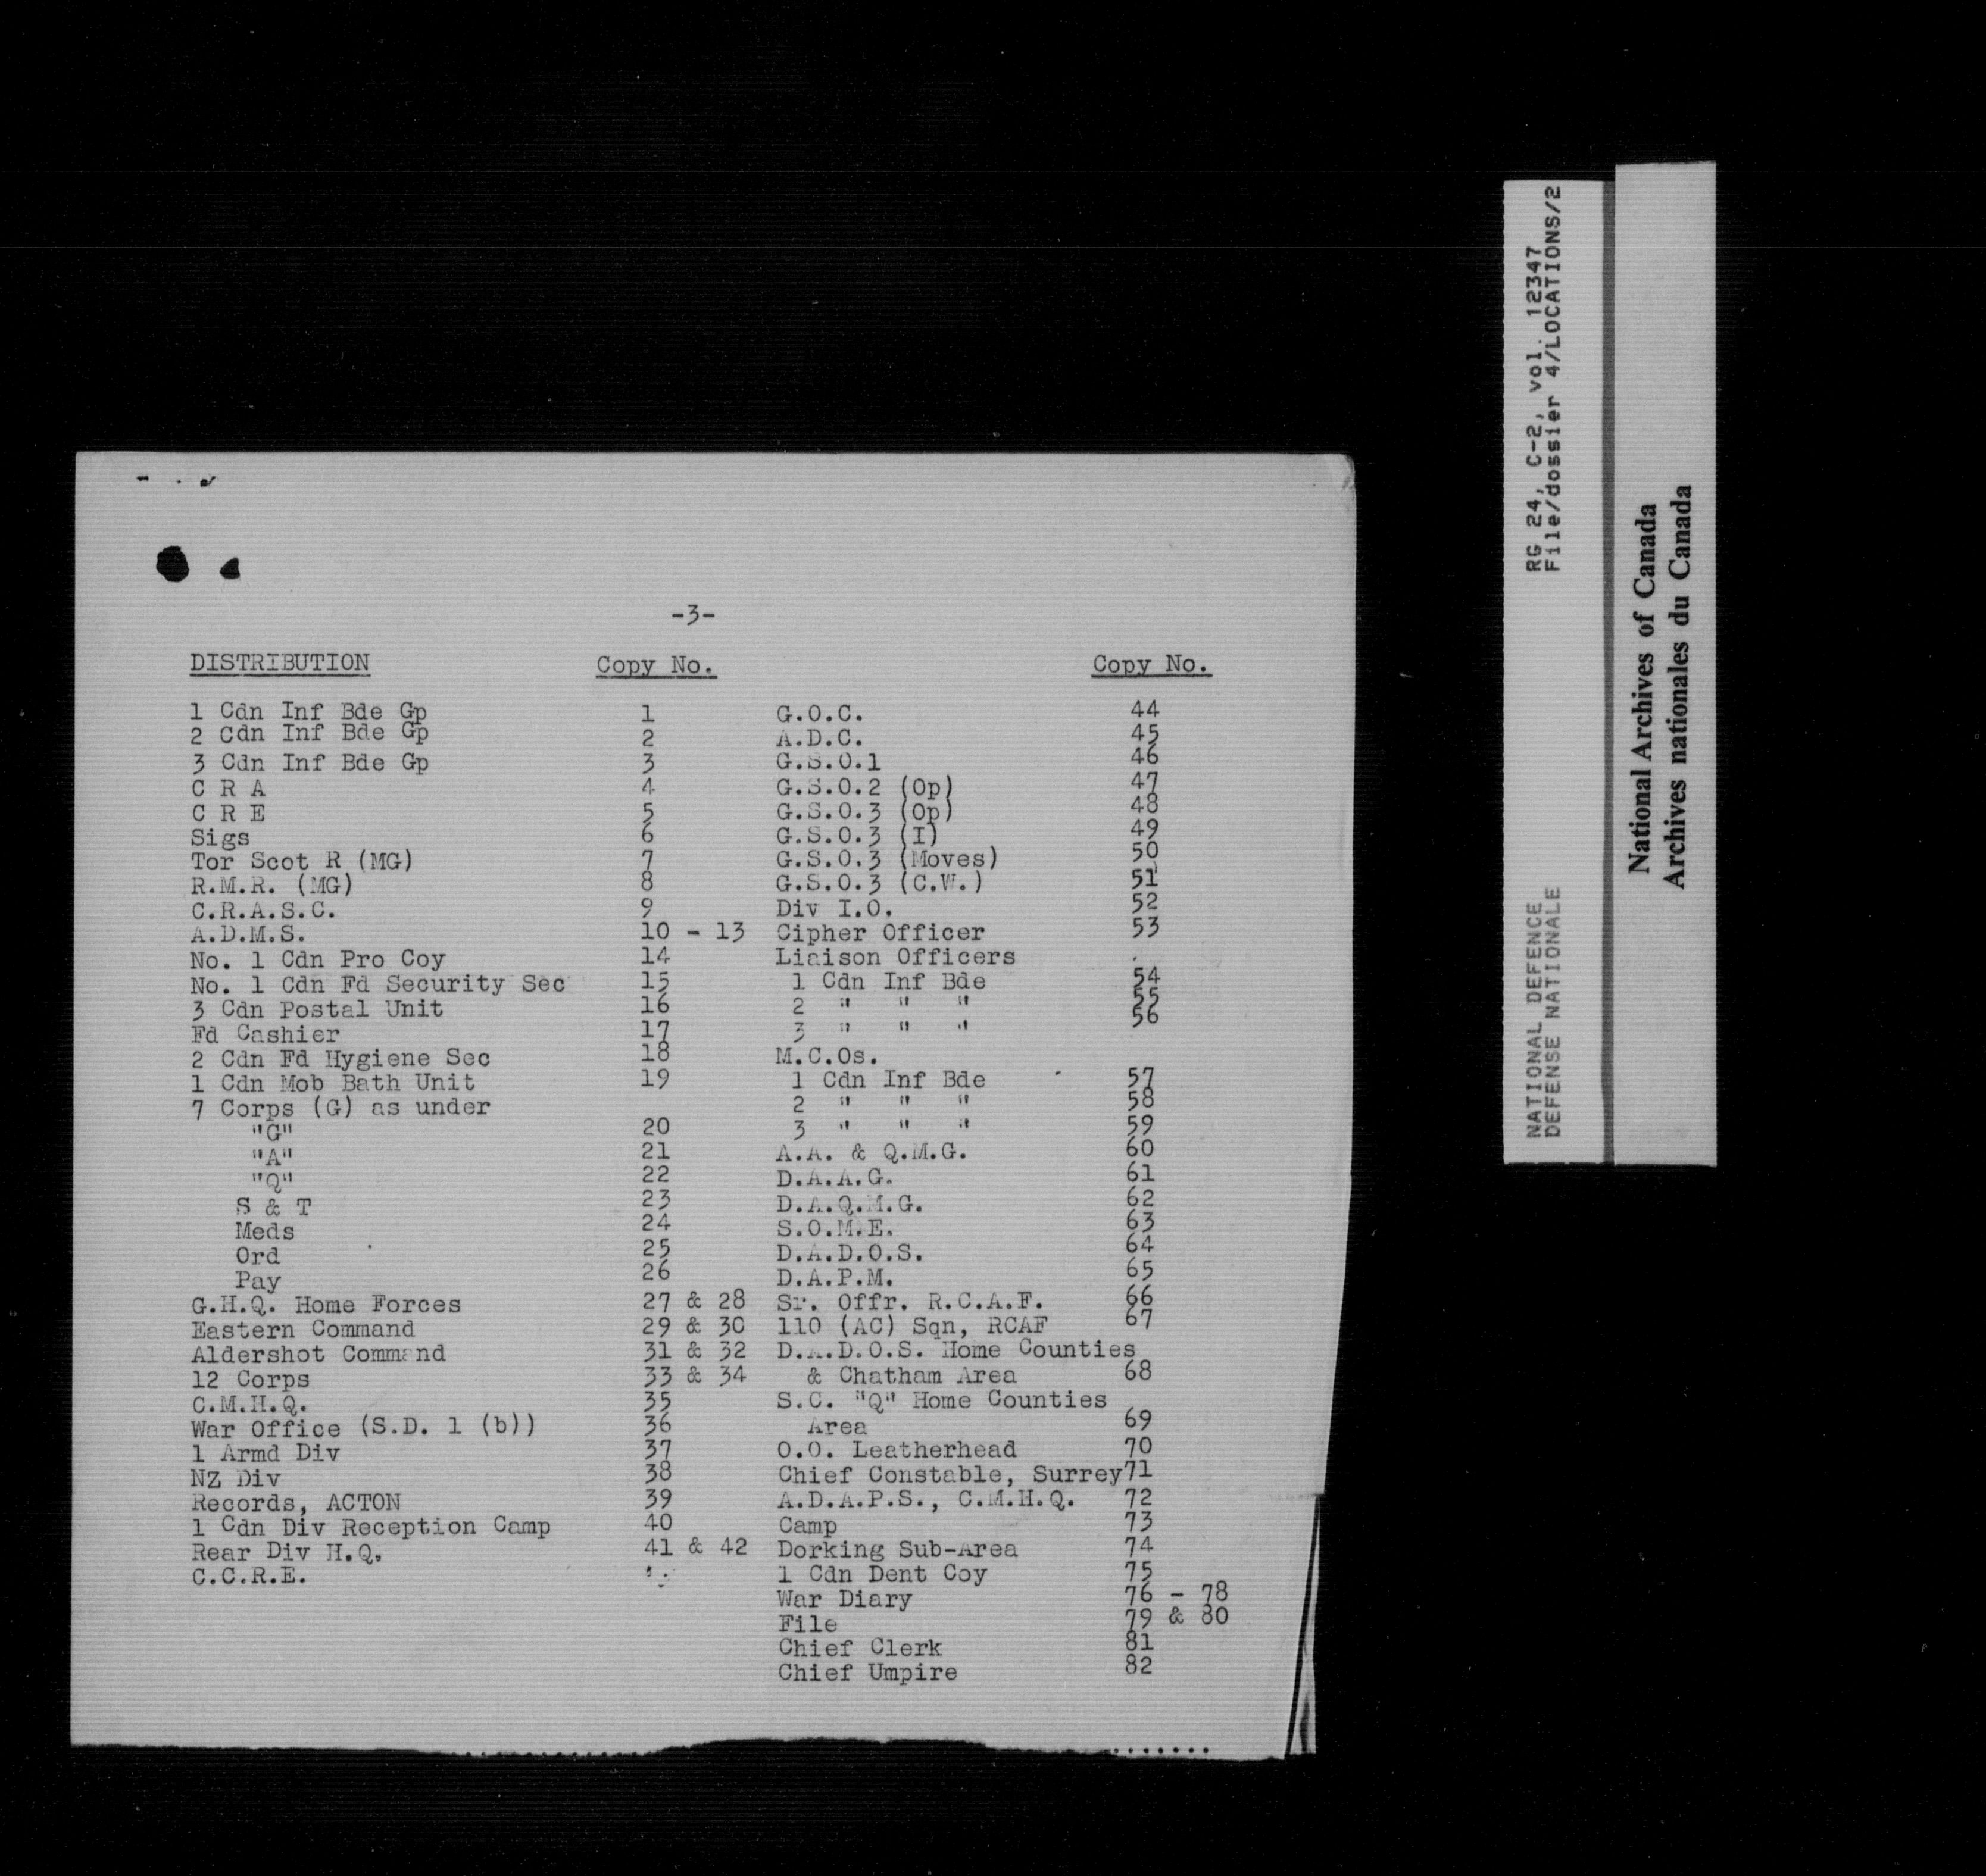 -3-
DISTRIBUTION Copy No. Copy No.
1 Cdn Inf Bde Gp 1 G.O.C. 44
2 Cdn Inf Bde Gp 2 A.D.C. 45
3 Cdn Inf Bde Gp 3 G.S.O.1 46
C R A 4 G.S.O.2 (Op) 47
C R E 5 G.S.O.3 (Op) 48
Sigs 6 G.S.O.3 (I) 49
Tor Scot R (MG) 7 G.S.O.3 (Moves) 50
R.M.R. (MG) 8 G.S.O.3 (C.W.) 51
C.R.A.S.C. 9 Div I.O. 52
A.D.M.S. 10 - 13 Cipher Officer 53
No. 1 Cdn Pro Coy 14 Liaison Officers
No. 1 Cdn Fd Security Sec 15 1 Cdn Inf Bde 54
3 Cdn Postal Unit 16 2 " " " 55
Fd Cashier 17 3 " " " 56
2 Cdn Fd Hygiene Sec 18 M.C.Os.
1 Cdn Mob Bath Unit 19 1 Cdn Inf Bde 57
7 Corps (G) as under 2 " " " 58
"G" 20 3 " " " 59
"A" 21 A.A. & Q.M.G. 60
"Q" 22 D.A.A.G. 61
S & T 23 D.A.Q.M.G. 62
Meds 24 S.O.M.E. 63
Ord 25 D.A.D.O.S. 64
Pay 26 D.A.P.M. 65
G.H.Q. Home Forces 27 & 28 Sr. Offr. R.C.A.F. 66
Eastern Command 29 & 30 110 (AC) Sqn, RCAF 67
Aldershot Command 31 & 32 D.A.D.O.S. Home Counties
12 Corps 33 & 34 & Chatham Area 68
C.M.H.Q. 35 S.C. "Q" Home Counties
War Office (S.D. 1 (b)) 36 Area 69
1 Armd Div 37 O.O. Leatherhead 70
NZ Div 38 Chief Constable, Surrey 71
Records, ACTON 39 A.D.A.P.S., C.M.H.Q. 72
1 Cdn Div Reception Camp 40 Camp 73
Rear Div H.Q. 41 & 42 Dorking Sub-Area 74
C.C.R.E. 1 Cdn Dent Coy 75
War Diary 76 - 78
File 79 & 80
Chief Clerk 81
Chief Umpire 82
NATIONAL DEFENCE RG 24, C-2, vol. 12347
DEFENSE NATIONALE File/dossier 4/LOCATIONS/2
National Archives of Canada
Archives nationales du Canada